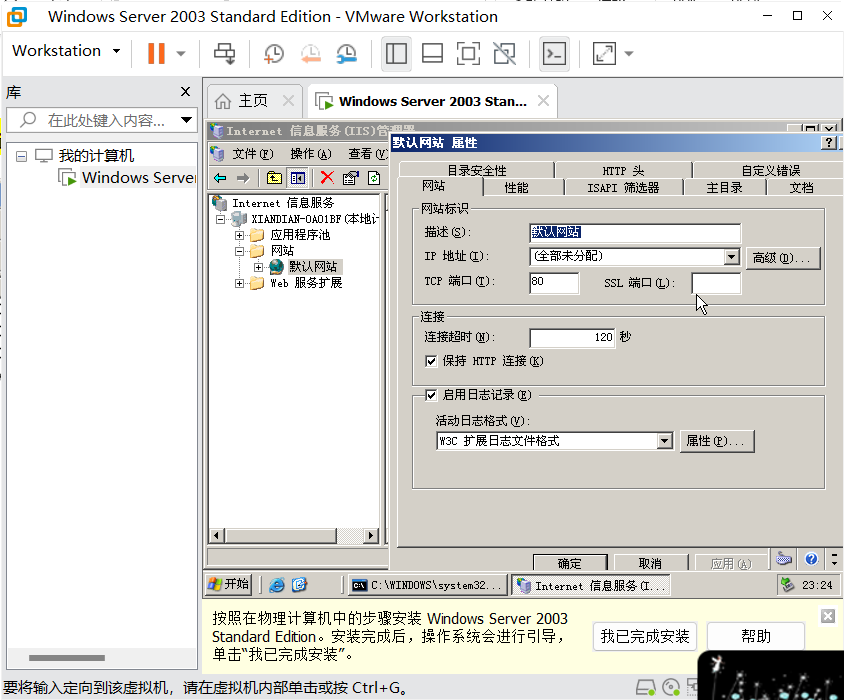 Windows Server 2003 Standard Edition - VMware Workstation
Workstation
库
主页
Windows Server 2003 Stan...
在此处键入内容...
我的计算机
Windows Server
Internet 信息服务(IIS)管理器
文件(F) 操作(A) 查看(V)
Internet 信息服务
XIANDIAN-OA01BF(本地计
应用程序池
网站
默认网站
Web 服务扩展
默认网站 属性
目录安全性 HTTP 头 自定义错误
网站 性能 ISAPI 筛选器 主目录 文档
网站标识
描述(S): 默认网站
IP 地址(I): (全部未分配) 高级(D)...
TCP 端口(T): 80 SSL 端口(L):
连接
连接超时(N): 120 秒
保持 HTTP 连接(K)
启用日志记录(E)
活动日志格式(V):
W3C 扩展日志文件格式 属性(P)...
确定 取消 应用(A)
开始 C:\WINDOWS\system32... Internet 信息服务(I... 23:24
按照在物理计算机中的步骤安装 Windows Server 2003
Standard Edition。安装完成后，操作系统会进行引导，
单击“我已完成安装”。
我已完成安装 帮助
要将输入定向到该虚拟机，请在虚拟机内部单击或按 Ctrl+G。